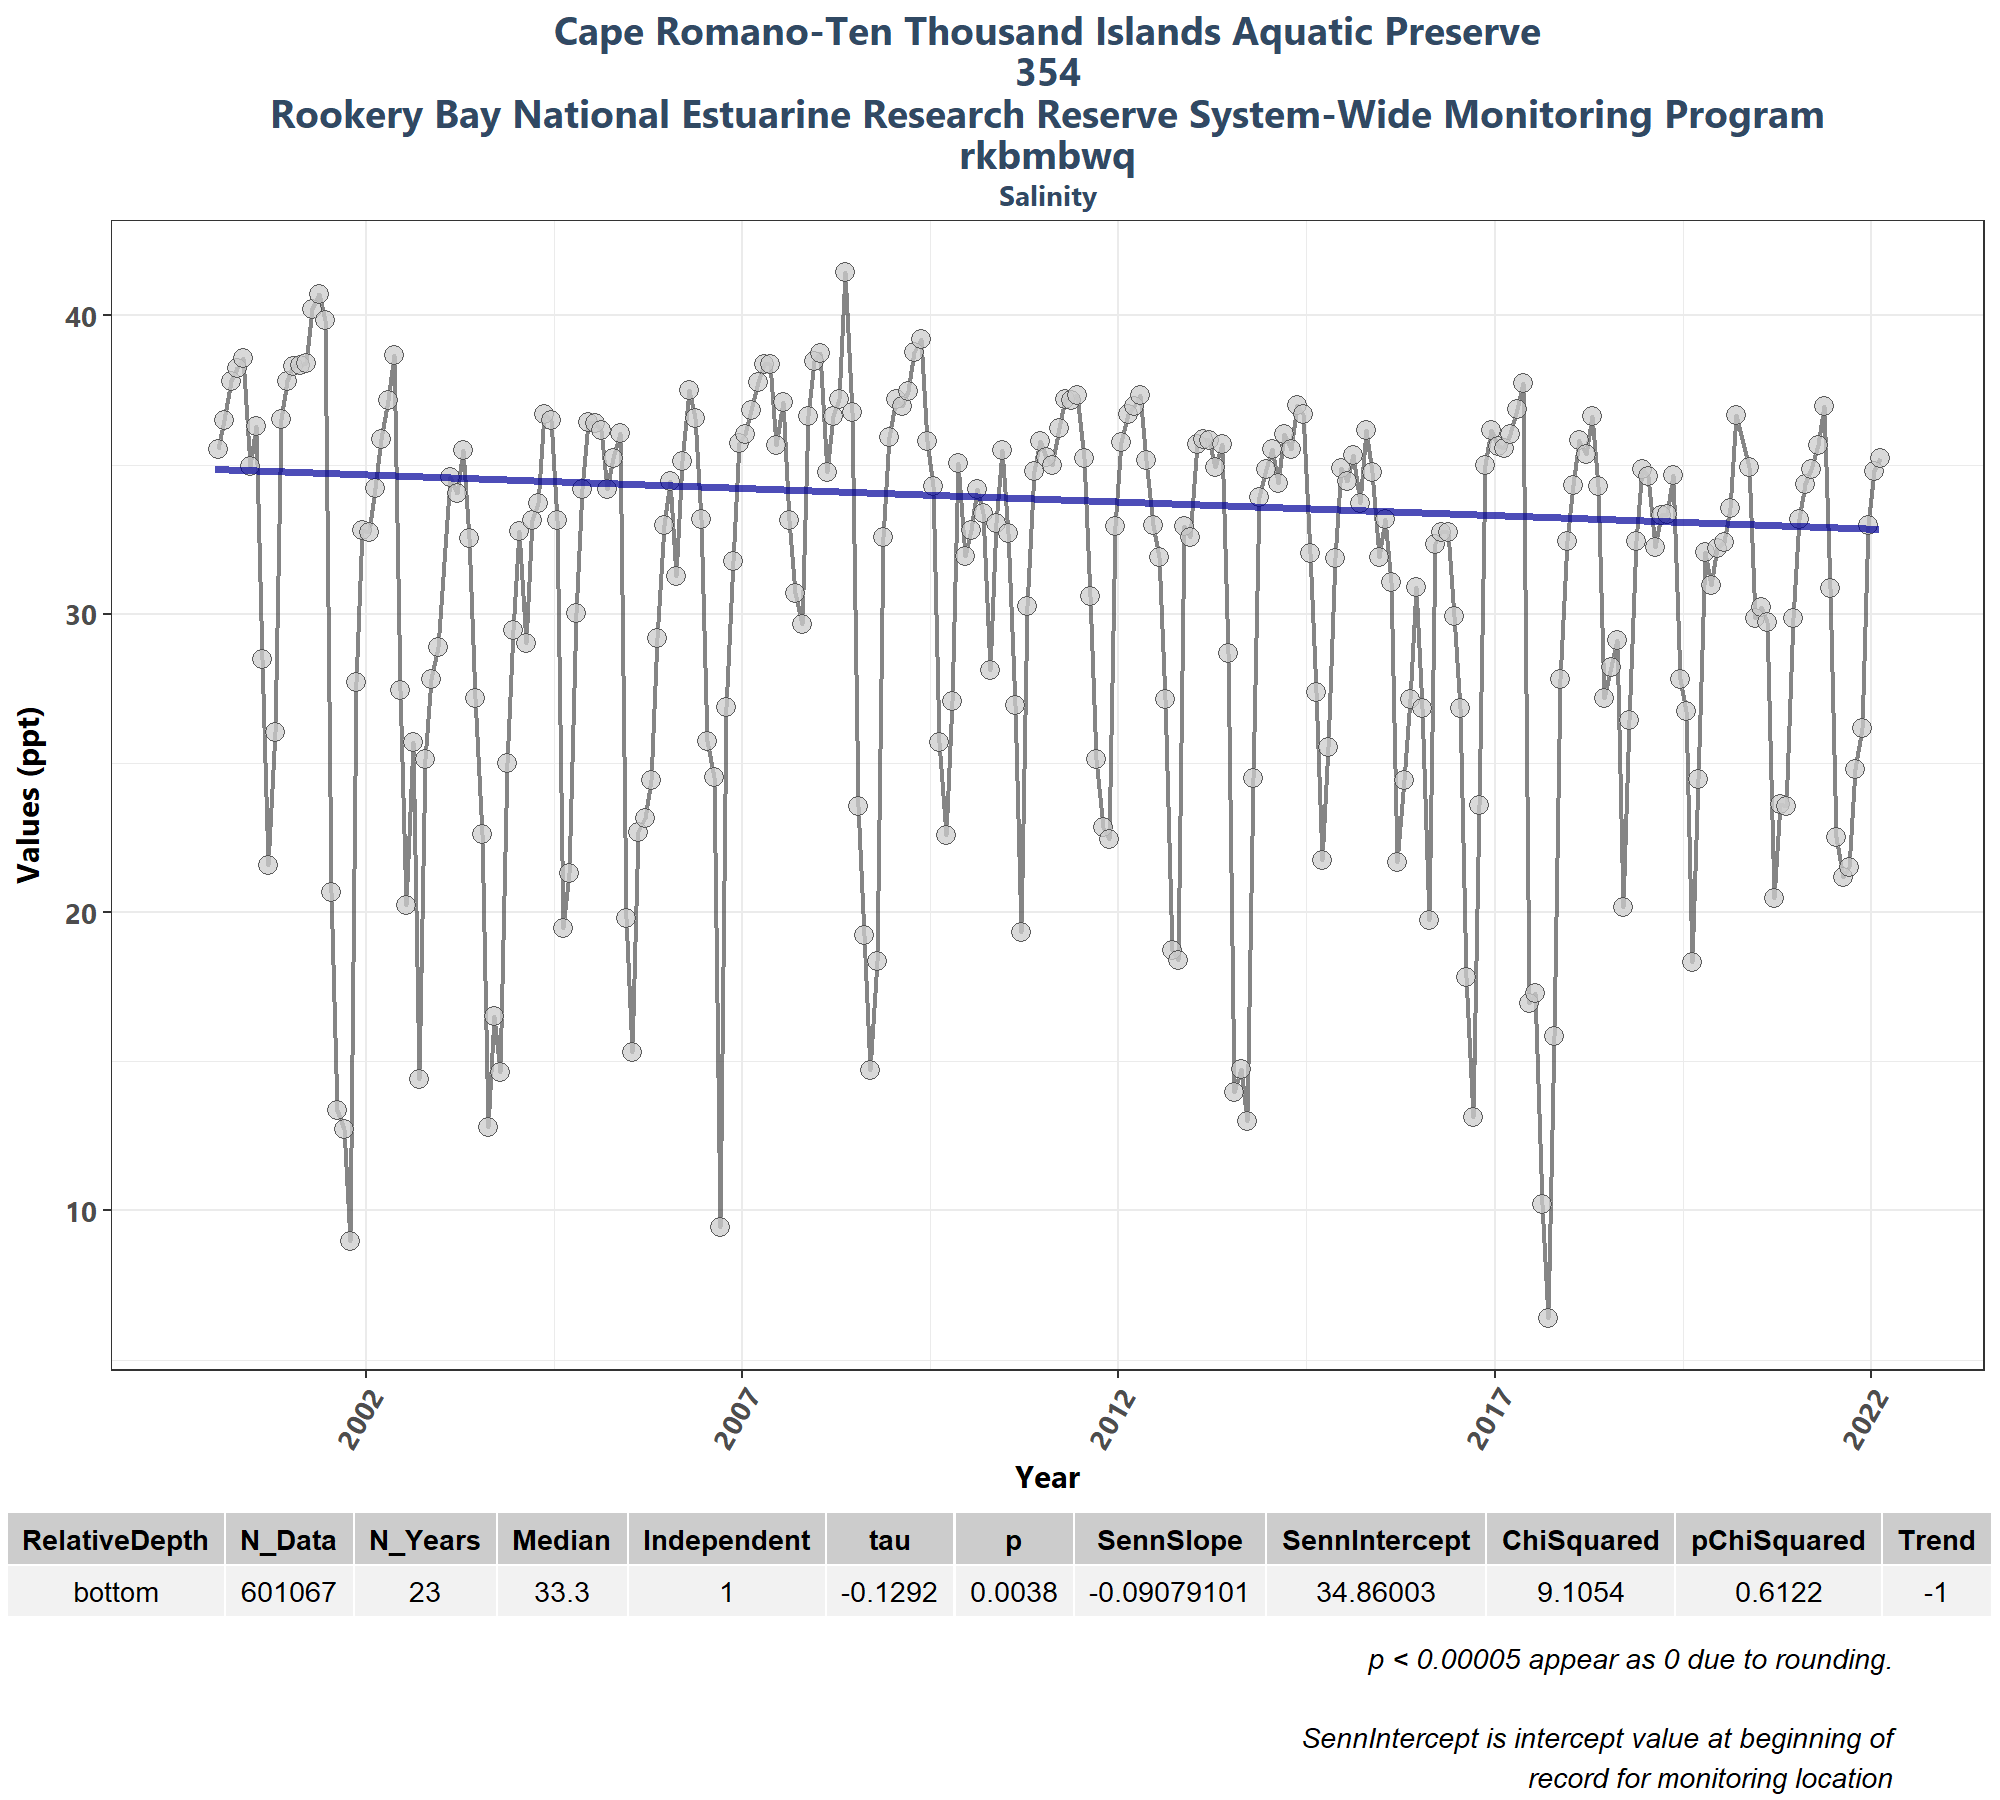 Cape Romano-Ten Thousand Islands Aquatic Preserve
354
Rookery Bay National Estuarine Research Reserve System-Wide Monitoring Program
rkbmbwq
Salinity
Values (ppt)
40
30
20
10
2002 2007 2012 2017 2022
Year
RelativeDepth N_Data N_Years Median Independent tau p SennSlope SennIntercept ChiSquared pChiSquared Trend
bottom 601067 23 33.3 1 -0.1292 0.0038 -0.09079101 34.86003 9.1054 0.6122 -1
p < 0.00005 appear as 0 due to rounding.
SennIntercept is intercept value at beginning of
record for monitoring location